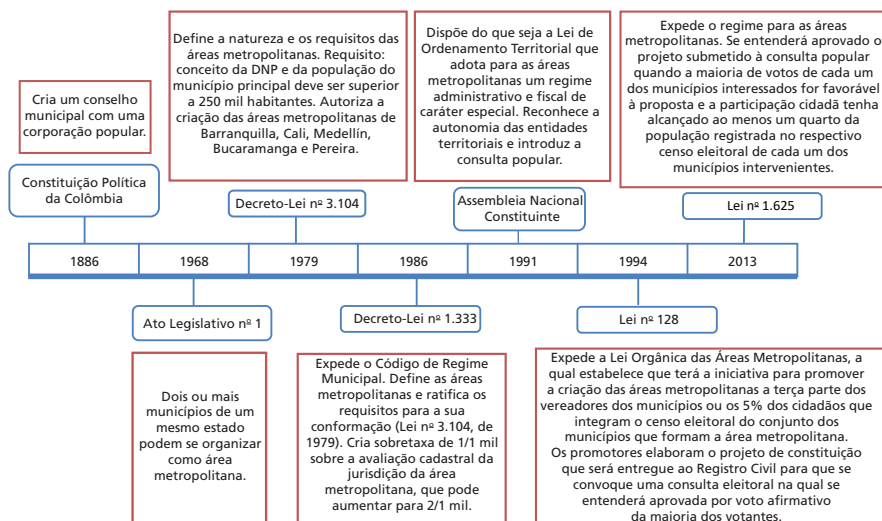 Cria um conselho
municipal com uma
corporação popular.
Constituição Política
da Colômbia
Define a natureza e os requisitos das
áreas metropolitanas. Requisito:
conceito da DNP e da população do
município principal deve ser superior
a 250 mil habitantes. Autoriza a
criação das áreas metropolitanas de
Barranquilla, Cali, Medellín,
Bucaramanga e Pereira.
Decreto-Lei nº 3.104
Dispõe do que seja a Lei de
Ordenamento Territorial que
adota para as áreas
metropolitanas um regime
administrativo e fiscal de
caráter especial. Reconhece a
autonomia das entidades
territoriais e introduz a
consulta popular.
Assembleia Nacional
Constituinte
Expede o regime para as áreas
metropolitanas. Se entenderá aprovado o
projeto submetido à consulta popular
quando a maioria de votos de cada um
dos municípios interessados for favorável
à proposta e a participação cidadã tenha
alcançado ao menos um quarto da
população registrada no respectivo
censo eleitoral de cada um dos
municípios intervenientes.
Lei nº 1.625
1886 1968 1979 1986 1991 1994 2013
Ato Legislativo nº 1
Dois ou mais
municípios de um
mesmo estado
podem se organizar
como área
metropolitana.
Decreto-Lei nº 1.333
Expede o Código de Regime
Municipal. Define as áreas
metropolitanas e ratifica os
requisitos para a sua
conformação (Lei nº 3.104, de
1979). Cria sobretaxa de 1/1 mil
sobre a avaliação cadastral da
jurisdição da área
metropolitana, que pode
aumentar para 2/1 mil.
Lei nº 128
Expede a Lei Orgânica das Áreas Metropolitanas, a
qual estabelece que terá a iniciativa para promover
a criação das áreas metropolitanas a terça parte dos
vereadores dos municípios ou os 5% dos cidadãos que
integram o censo eleitoral do conjunto dos
municípios que formam a área metropolitana.
Os promotores elaboram o projeto de constituição
que será entregue ao Registro Civil para que se
convoque uma consulta eleitoral na qual se
entenderá aprovada por voto afirmativo
da maioria dos votantes.